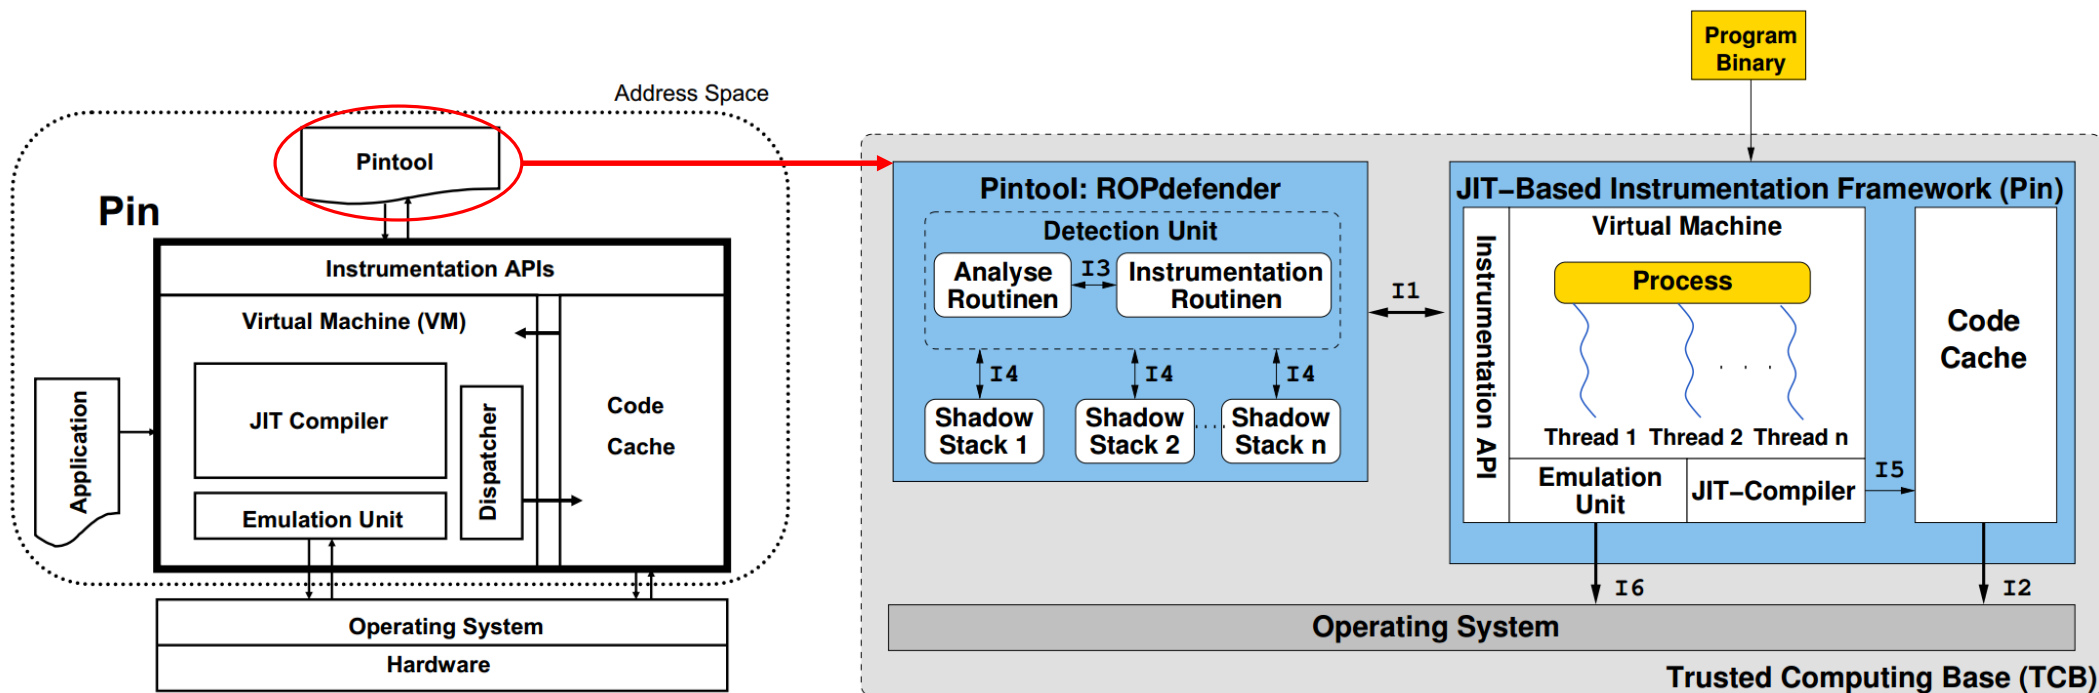 Address Space
Pintool
Pin
Instrumentation APIs
Virtual Machine (VM)
JIT Compiler
Emulation Unit
Dispatcher
Code
Cache
Application
Operating System
Hardware
Program
Binary
Pintool: ROPdefender
Detection Unit
Analyse
Routinen
I3
Instrumentation
Routinen
I4
I4
I4
Shadow
Stack 1
Shadow
Stack 2
.....
Shadow
Stack n
I1
JIT-Based Instrumentation Framework (Pin)
Instrumentation API
Virtual Machine
Process
. . . .
Thread 1
Thread 2
Thread n
Emulation
Unit
JIT-Compiler
I5
Code
Cache
I6
I2
Operating System
Trusted Computing Base (TCB)